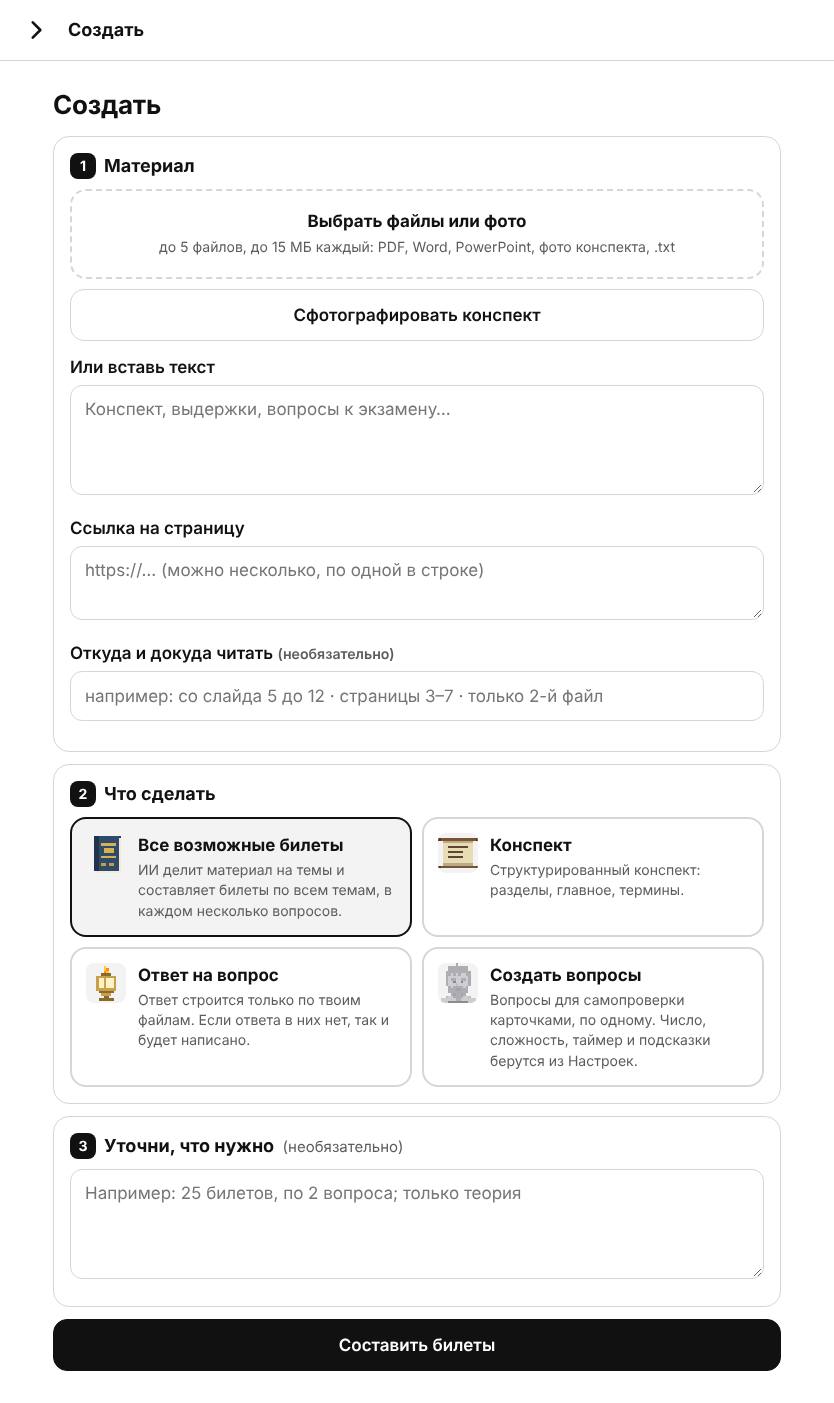 Создать
Создать
1 Материал
Выбрать файлы или фото
до 5 файлов, до 15 МБ каждый: PDF, Word, PowerPoint, фото конспекта, .txt
Сфотографировать конспект
Или вставь текст
Конспект, выдержки, вопросы к экзамену...
Ссылка на страницу
https://... (можно несколько, по одной в строке)
Откуда и докуда читать (необязательно)
например: со слайда 5 до 12 · страницы 3–7 · только 2-й файл
2 Что сделать
Все возможные билеты
ИИ делит материал на темы и
составляет билеты по всем темам, в
каждом несколько вопросов.
Конспект
Структурированный конспект:
разделы, главное, термины.
Ответ на вопрос
Ответ строится только по твоим
файлам. Если ответа в них нет, так и
будет написано.
Создать вопросы
Вопросы для самопроверки
карточками, по одному. Число,
сложность, таймер и подсказки
берутся из Настроек.
3 Уточни, что нужно (необязательно)
Например: 25 билетов, по 2 вопроса; только теория
Составить билеты